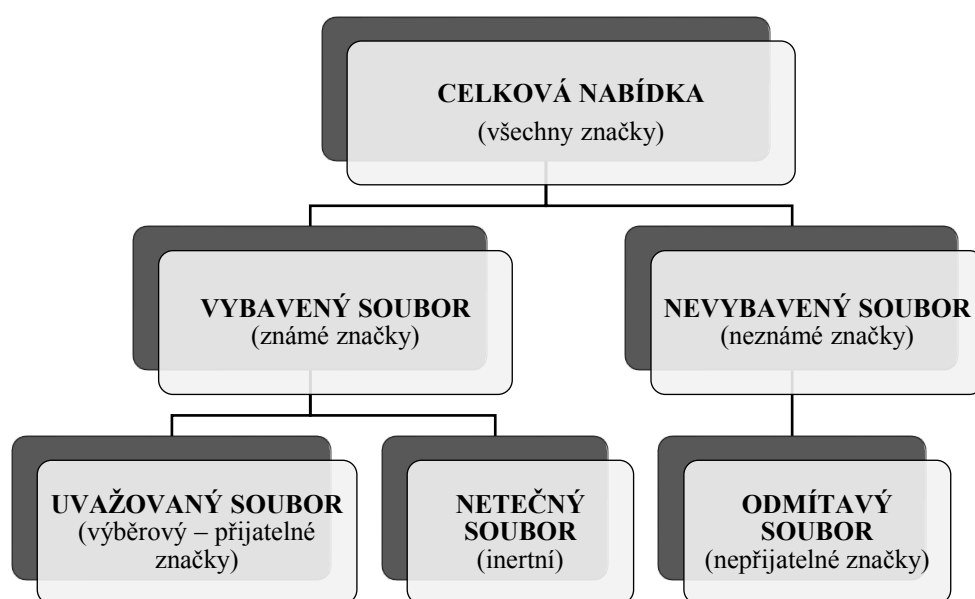 CELKOVÁ NABÍDKA
(všechny značky)
VYBAVENÝ SOUBOR
(známé značky)
NEVYBAVENÝ SOUBOR
(neznámé značky)
UVAŽOVANÝ SOUBOR
(výběrový – přijatelné
značky)
NETEČNÝ
SOUBOR
(inertní)
ODMÍTAVÝ
SOUBOR
(nepřijatelné značky)